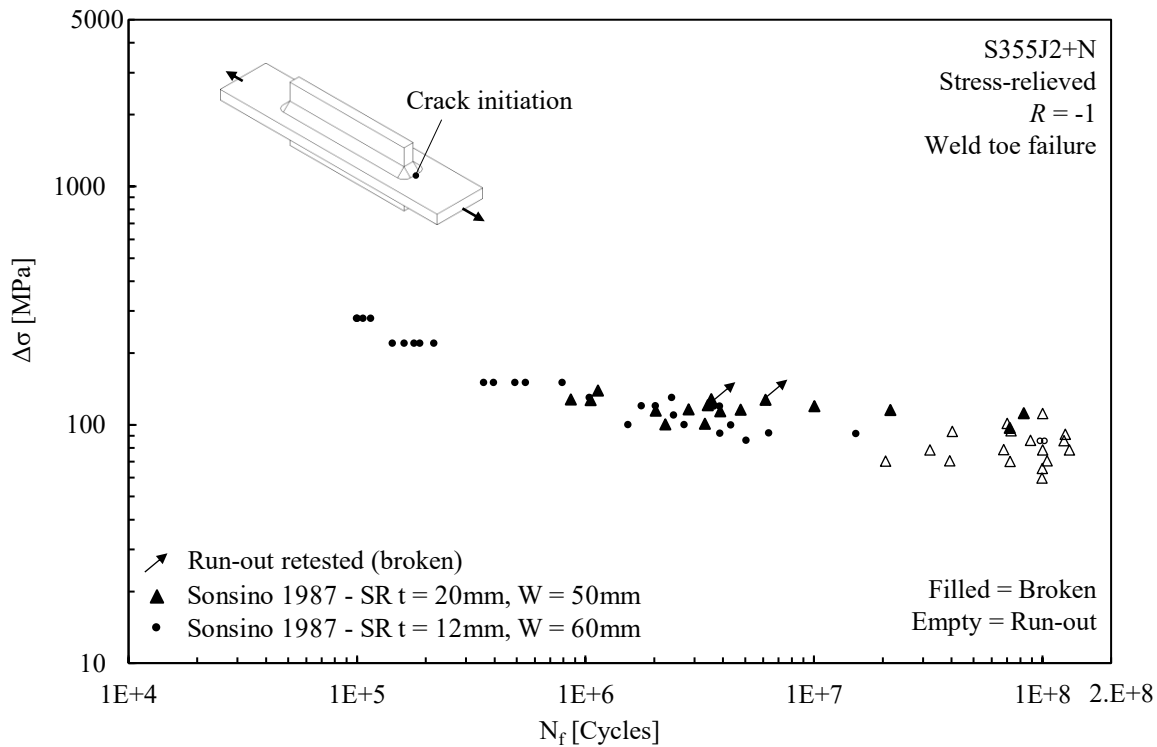 5000
1000
100
10
Δσ [MPa]
Crack initiation
S355J2+N
Stress-relieved
R = -1
Weld toe failure
Run-out retested (broken)
Sonsino 1987 - SR t = 20mm, W = 50mm
Sonsino 1987 - SR t = 12mm, W = 60mm
Filled = Broken
Empty = Run-out
1E+4 1E+5 1E+6 1E+7 1E+8 2.E+8
Nf [Cycles]